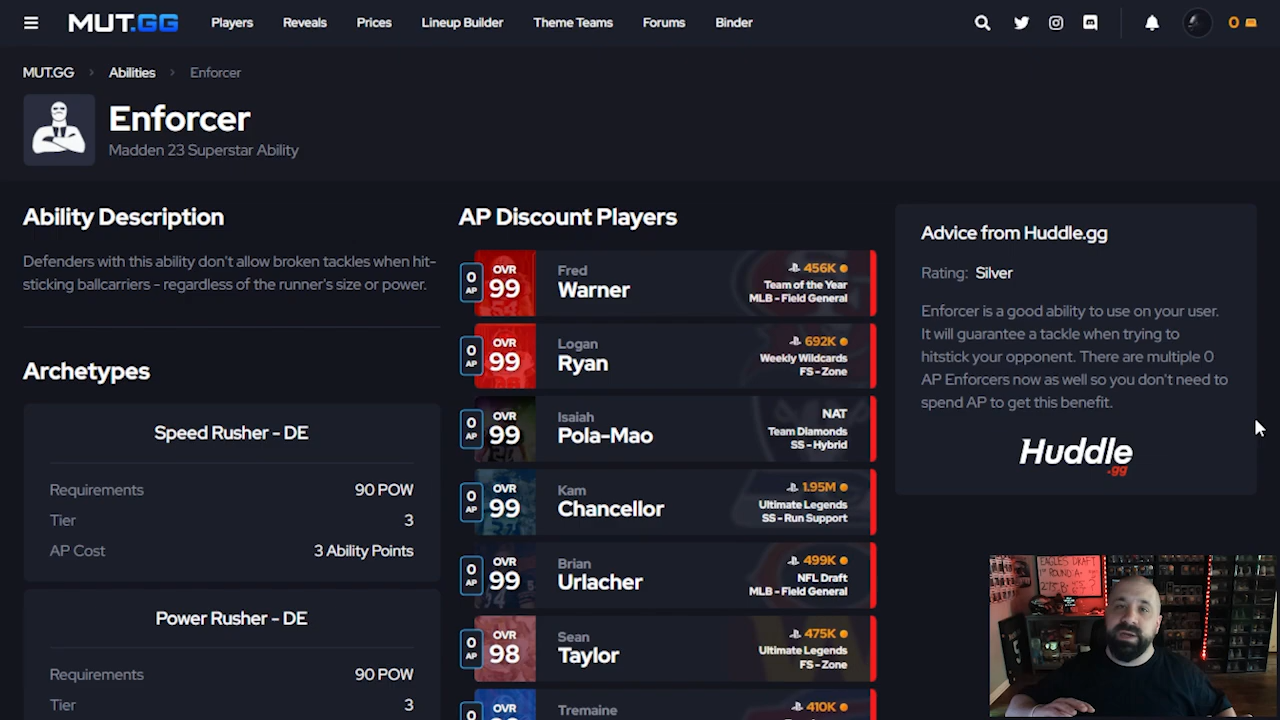 MUT.GG
Players
Reveals
Prices
Lineup Builder
Theme Teams
Forums
Binder
0
MUT.GG > Abilities > Enforcer
Enforcer
Madden 23 Superstar Ability
Ability Description
Defenders with this ability don't allow broken tackles when hit-
sticking ballcarriers - regardless of the runner's size or power.
Archetypes
Speed Rusher - DE
Requirements 90 POW
Tier 3
AP Cost 3 Ability Points
Power Rusher - DE
Requirements 90 POW
Tier 3
AP Discount Players
0 AP
OVR 99
Fred
Warner
456K
Team of the Year
MLB - Field General
0 AP
OVR 99
Logan
Ryan
692K
Weekly Wildcards
FS - Zone
0 AP
OVR 99
Isaiah
Pola-Mao
NAT
Team Diamonds
SS - Hybrid
0 AP
OVR 99
Kam
Chancellor
1.95M
Ultimate Legends
SS - Run Support
0 AP
OVR 99
Brian
Urlacher
499K
NFL Draft
MLB - Field General
0 AP
OVR 98
Sean
Taylor
475K
Ultimate Legends
FS - Zone
0
OVR
Tremaine
410K
Advice from Huddle.gg
Rating: Silver
Enforcer is a good ability to use on your user.
It will guarantee a tackle when trying to
hitstick your opponent. There are multiple 0
AP Enforcers now as well so you don't need to
spend AP to get this benefit.
Huddle
.gg
EAGLES DRAFT
1ST ROUND: A-